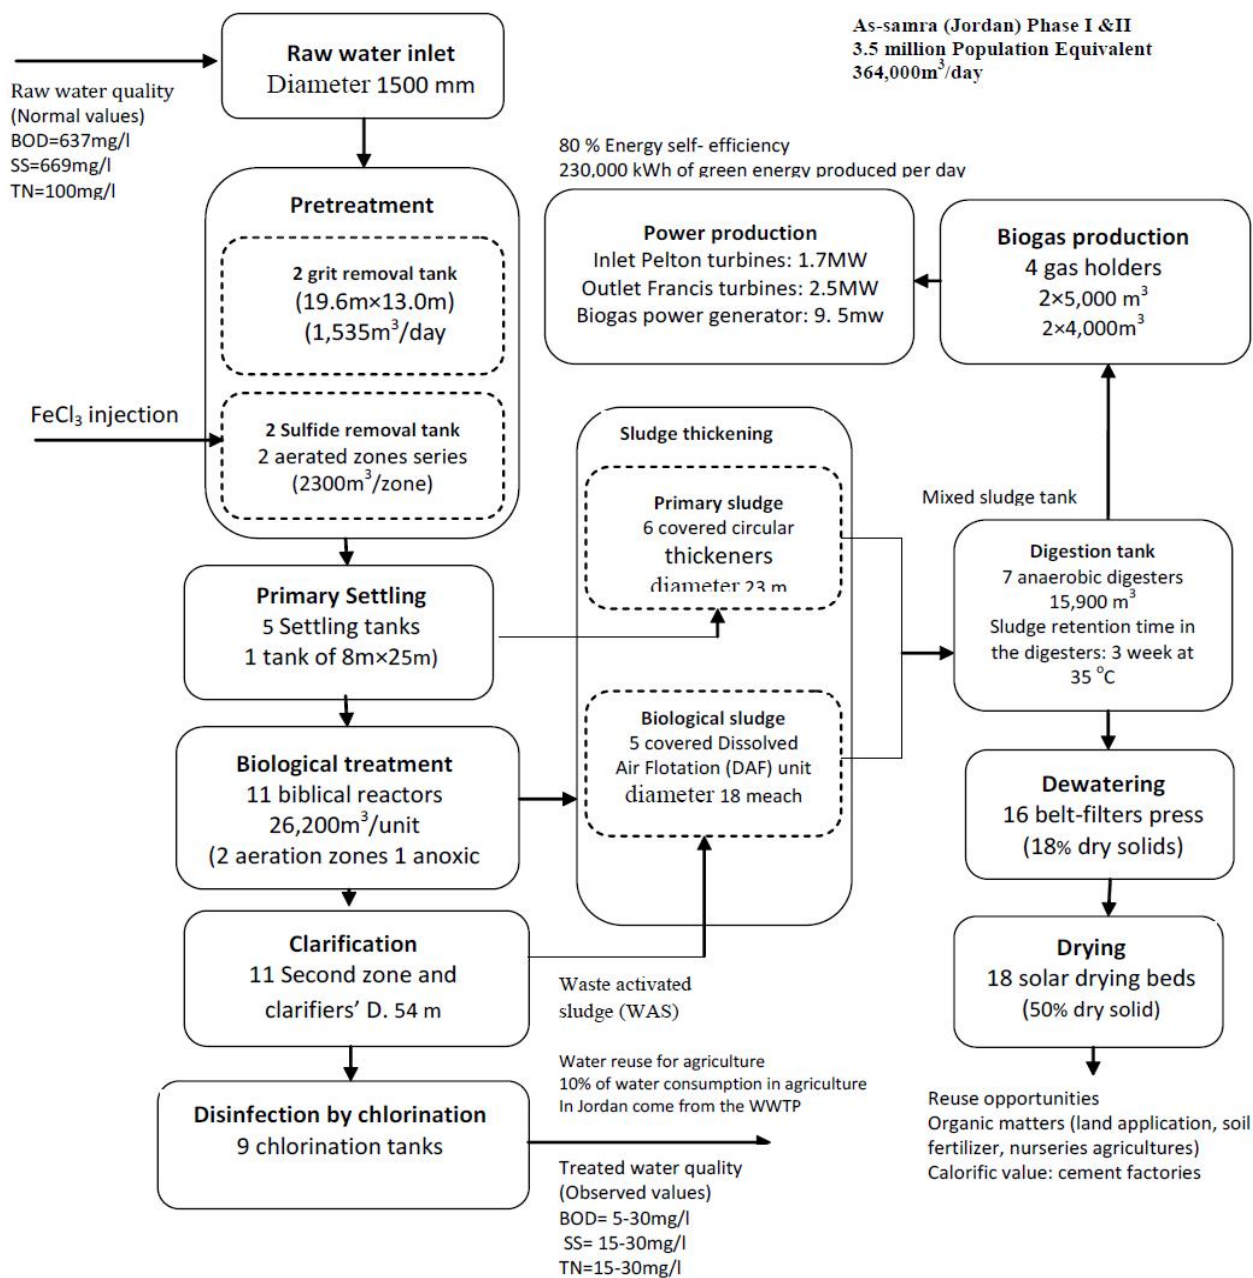 As-samra (Jordan) Phase I &II
3.5 million Population Equivalent
364,000m³/day
Raw water inlet
Diameter 1500 mm
Raw water quality
(Normal values)
BOD=637mg/l
SS=669mg/l
TN=100mg/l
Pretreatment
2 grit removal tank
(19.6m×13.0m)
(1,535m³/day
FeCl₃ injection
2 Sulfide removal tank
2 aerated zones series
(2300m³/zone)
Primary Settling
5 Settling tanks
1 tank of 8m×25m)
Biological treatment
11 biblical reactors
26,200m³/unit
(2 aeration zones 1 anoxic
Clarification
11 Second zone and
clarifiers’ D. 54 m
Disinfection by chlorination
9 chlorination tanks
80 % Energy self- efficiency
230,000 kWh of green energy produced per day
Power production
Inlet Pelton turbines: 1.7MW
Outlet Francis turbines: 2.5MW
Biogas power generator: 9. 5mw
Biogas production
4 gas holders
2×5,000 m³
2×4,000m³
Sludge thickening
Primary sludge
6 covered circular
thickeners
diameter 23 m
Biological sludge
5 covered Dissolved
Air Flotation (DAF) unit
diameter 18 meach
Waste activated
sludge (WAS)
Mixed sludge tank
Digestion tank
7 anaerobic digesters
15,900 m³
Sludge retention time in
the digesters: 3 week at
35 °C
Dewatering
16 belt-filters press
(18% dry solids)
Drying
18 solar drying beds
(50% dry solid)
Reuse opportunities
Organic matters (land application, soil
fertilizer, nurseries agricultures)
Calorific value: cement factories
Water reuse for agriculture
10% of water consumption in agriculture
In Jordan come from the WWTP
Treated water quality
(Observed values)
BOD= 5-30mg/l
SS= 15-30mg/l
TN=15-30mg/l